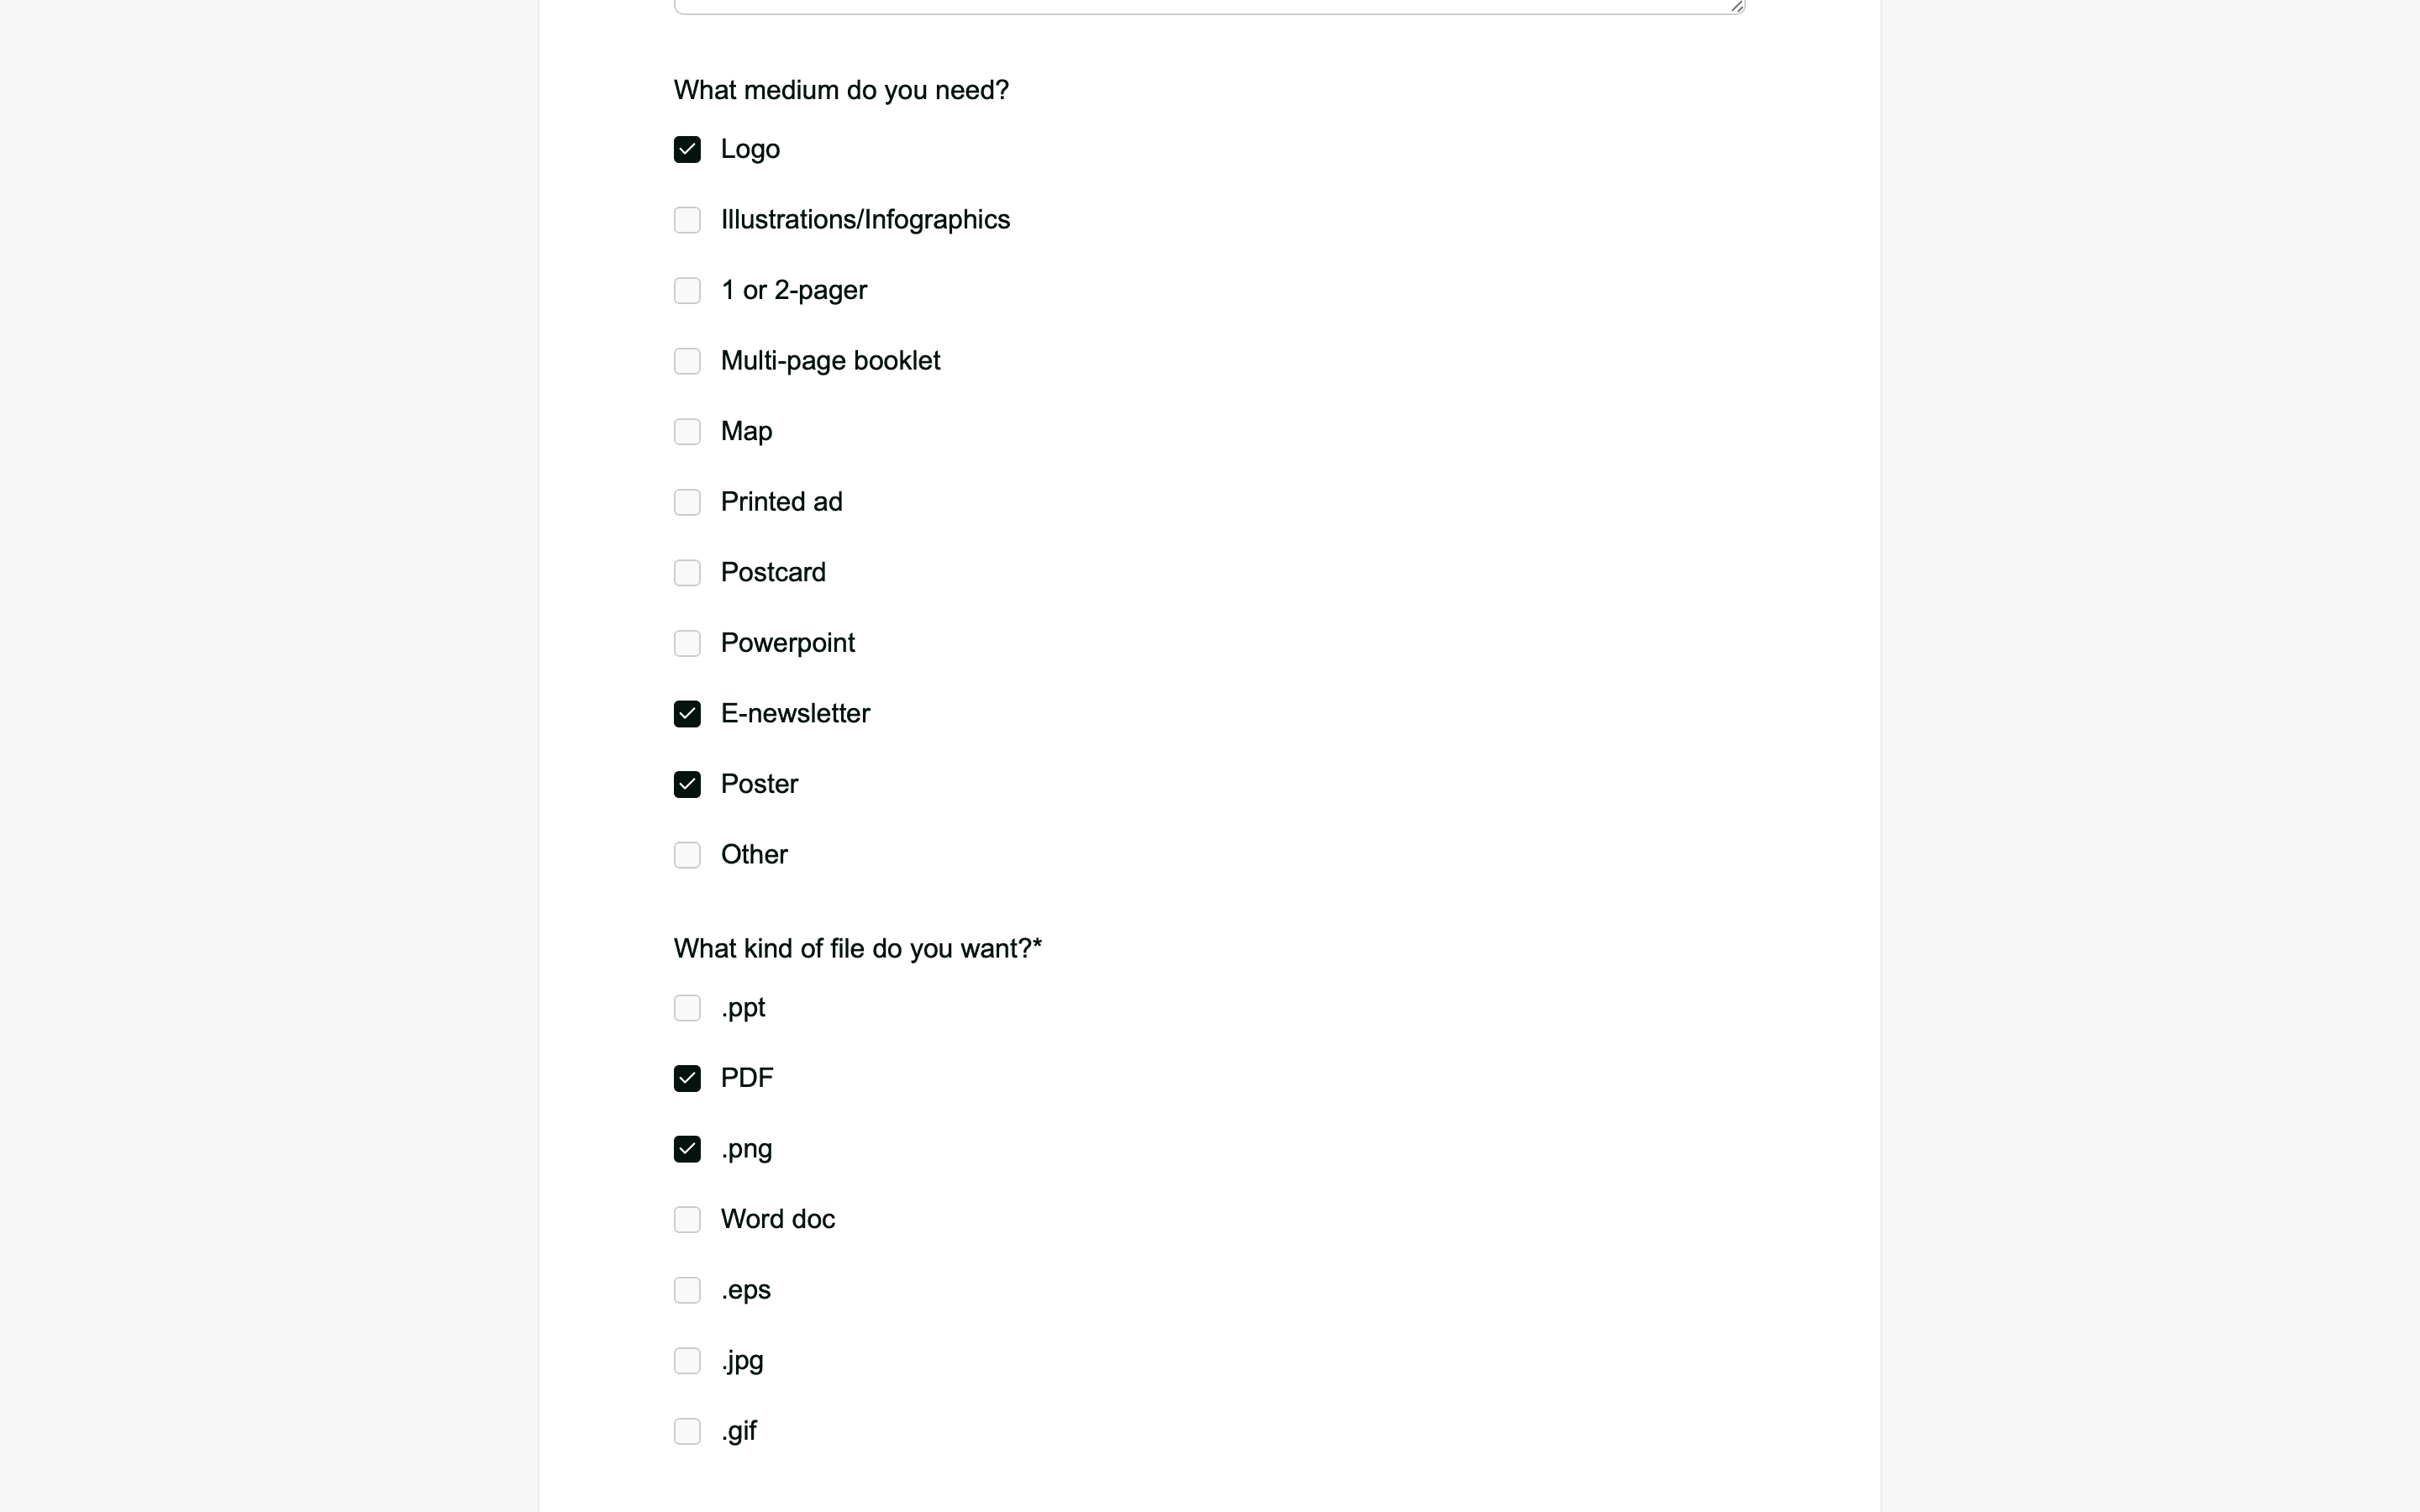 What medium do you need?
Logo
Illustrations/Infographics
1 or 2-pager
Multi-page booklet
Map
Printed ad
Postcard
Powerpoint
E-newsletter
Poster
Other
What kind of file do you want?*
.ppt
PDF
.png
Word doc
.eps
.jpg
.gif